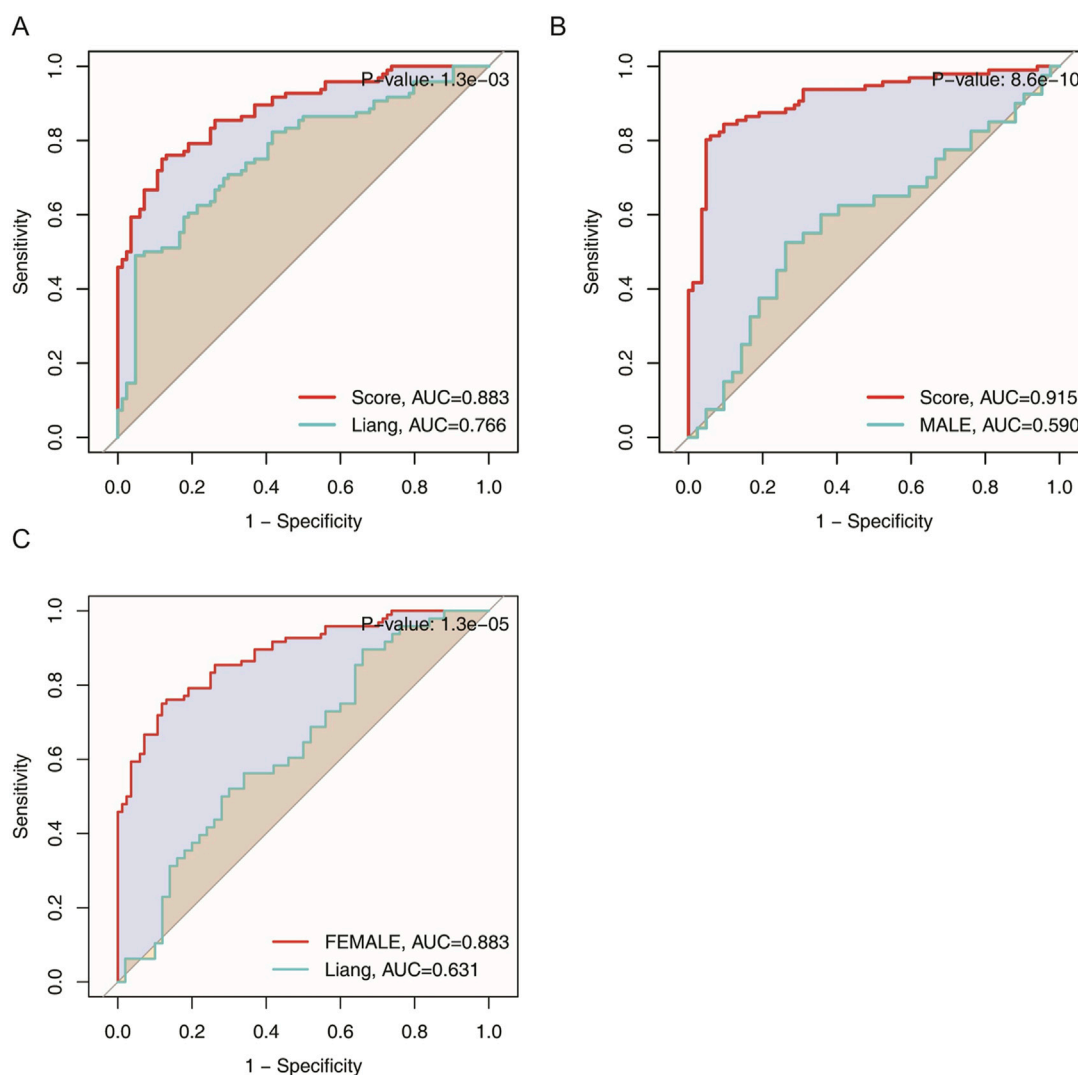 A
P−value: 1.3e−03
Sensitivity
0.0 0.2 0.4 0.6 0.8 1.0
Score, AUC=0.883
Liang, AUC=0.766
0.0 0.2 0.4 0.6 0.8 1.0
1 − Specificity
B
P−value: 8.6e−10
Sensitivity
0.0 0.2 0.4 0.6 0.8 1.0
Score, AUC=0.915
MALE, AUC=0.590
0.0 0.2 0.4 0.6 0.8 1.0
1 − Specificity
C
P−value: 1.3e−05
Sensitivity
0.0 0.2 0.4 0.6 0.8 1.0
FEMALE, AUC=0.883
Liang, AUC=0.631
0.0 0.2 0.4 0.6 0.8 1.0
1 − Specificity